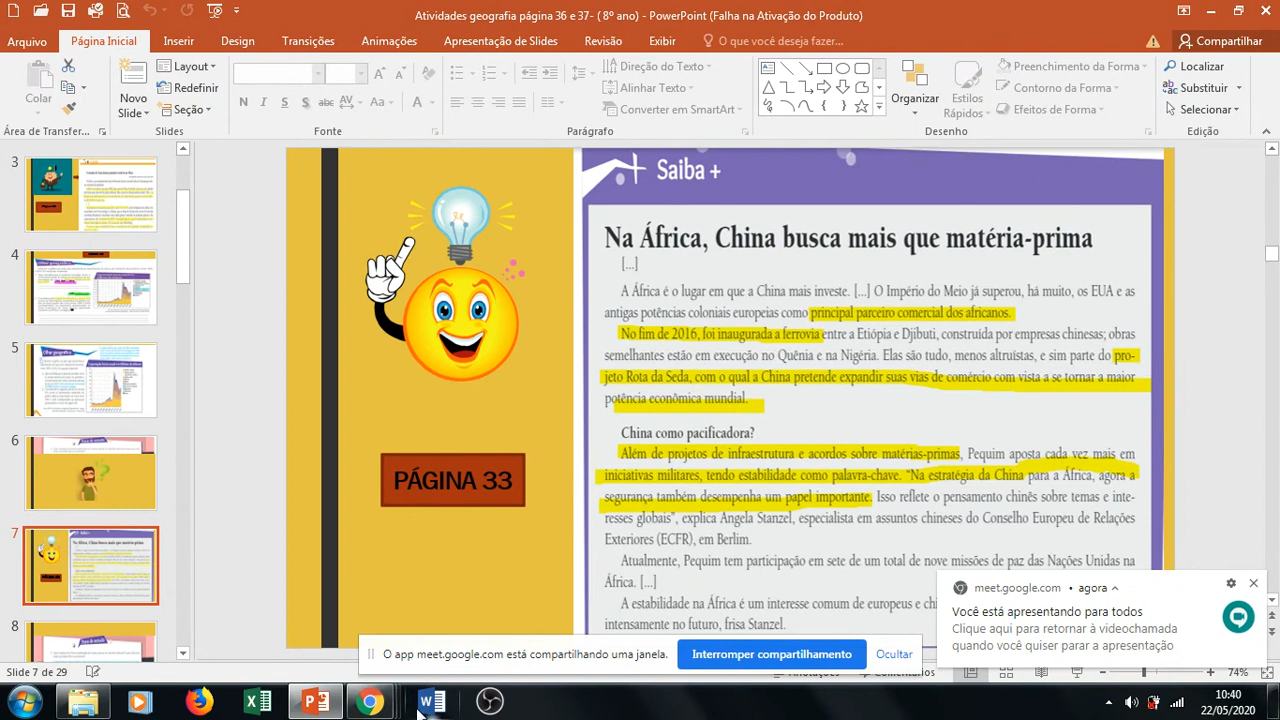 Atividades geografia página 36 e 37- ( 8º ano) - PowerPoint (Falha na Ativação do Produto)
Arquivo
Página Inicial
Inserir
Design
Transições
Animações
Apresentação de Slides
Revisão
Exibir
O que você deseja fazer...
Compartilhar
Colar
Novo Slide
Layout
Redefinir
Seção
N I S S abc AV Aa A
Direção do Texto
Alinhar Texto
Converter em SmartArt
Organizar
Estilos Rápidos
Preenchimento da Forma
Contorno da Forma
Efeitos de Forma
Localizar
Substituir
Selecionar
Área de Transfer...
Slides
Fonte
Parágrafo
Desenho
Edição
3
4
5
6
7
8
PÁGINA 33
Saiba +
Na África, China busca mais que matéria-prima
[...]
A África é o lugar em que a China mais investe. [...] O Império do Meio já superou, há muito, os EUA e as
antigas potências coloniais europeias como principal parceiro comercial dos africanos.
No fim de 2016, foi inaugurada a ferrovia entre a Etiópia e Djibuti, construída por empresas chinesas; obras
semelhantes estão em execução no Quênia e na Nigéria. Elas são tudo, menos altruístas, e sim parte do pro-
jeto Rota da Seda, com o qual a China pretende expandir suas vias de comércio com vista a se tornar a maior
potência econômica mundial.
China como pacificadora?
Além de projetos de infraestrutura e acordos sobre matérias-primas, Pequim aposta cada vez mais em
iniciativas militares, tendo estabilidade como palavra-chave. "Na estratégia da China para a África, agora a
segurança também desempenha um papel importante. Isso reflete o pensamento chinês sobre temas e inte-
resses globais", explica Angela Stanzel, especialista em assuntos chineses do Conselho Europeu de Relações
Exteriores (ECFR), em Berlim.
Atualmente, Pequim tem participação em sete de um total de nove missões de paz das Nações Unidas na
África. [...]
A estabilidade na África é um interesse comum de europeus e
intensamente no futuro, frisa Stanzel.
meet.google.com • agora
Você está apresentando para todos
Clique aqui para retornar à videochamada
quando você quiser parar a apresentação
O app meet.google.com está compartilhando uma janela.
Interromper compartilhamento
Ocultar
Slide 7 de 29
Anotações
Comentários
74%
10:40
22/05/2020